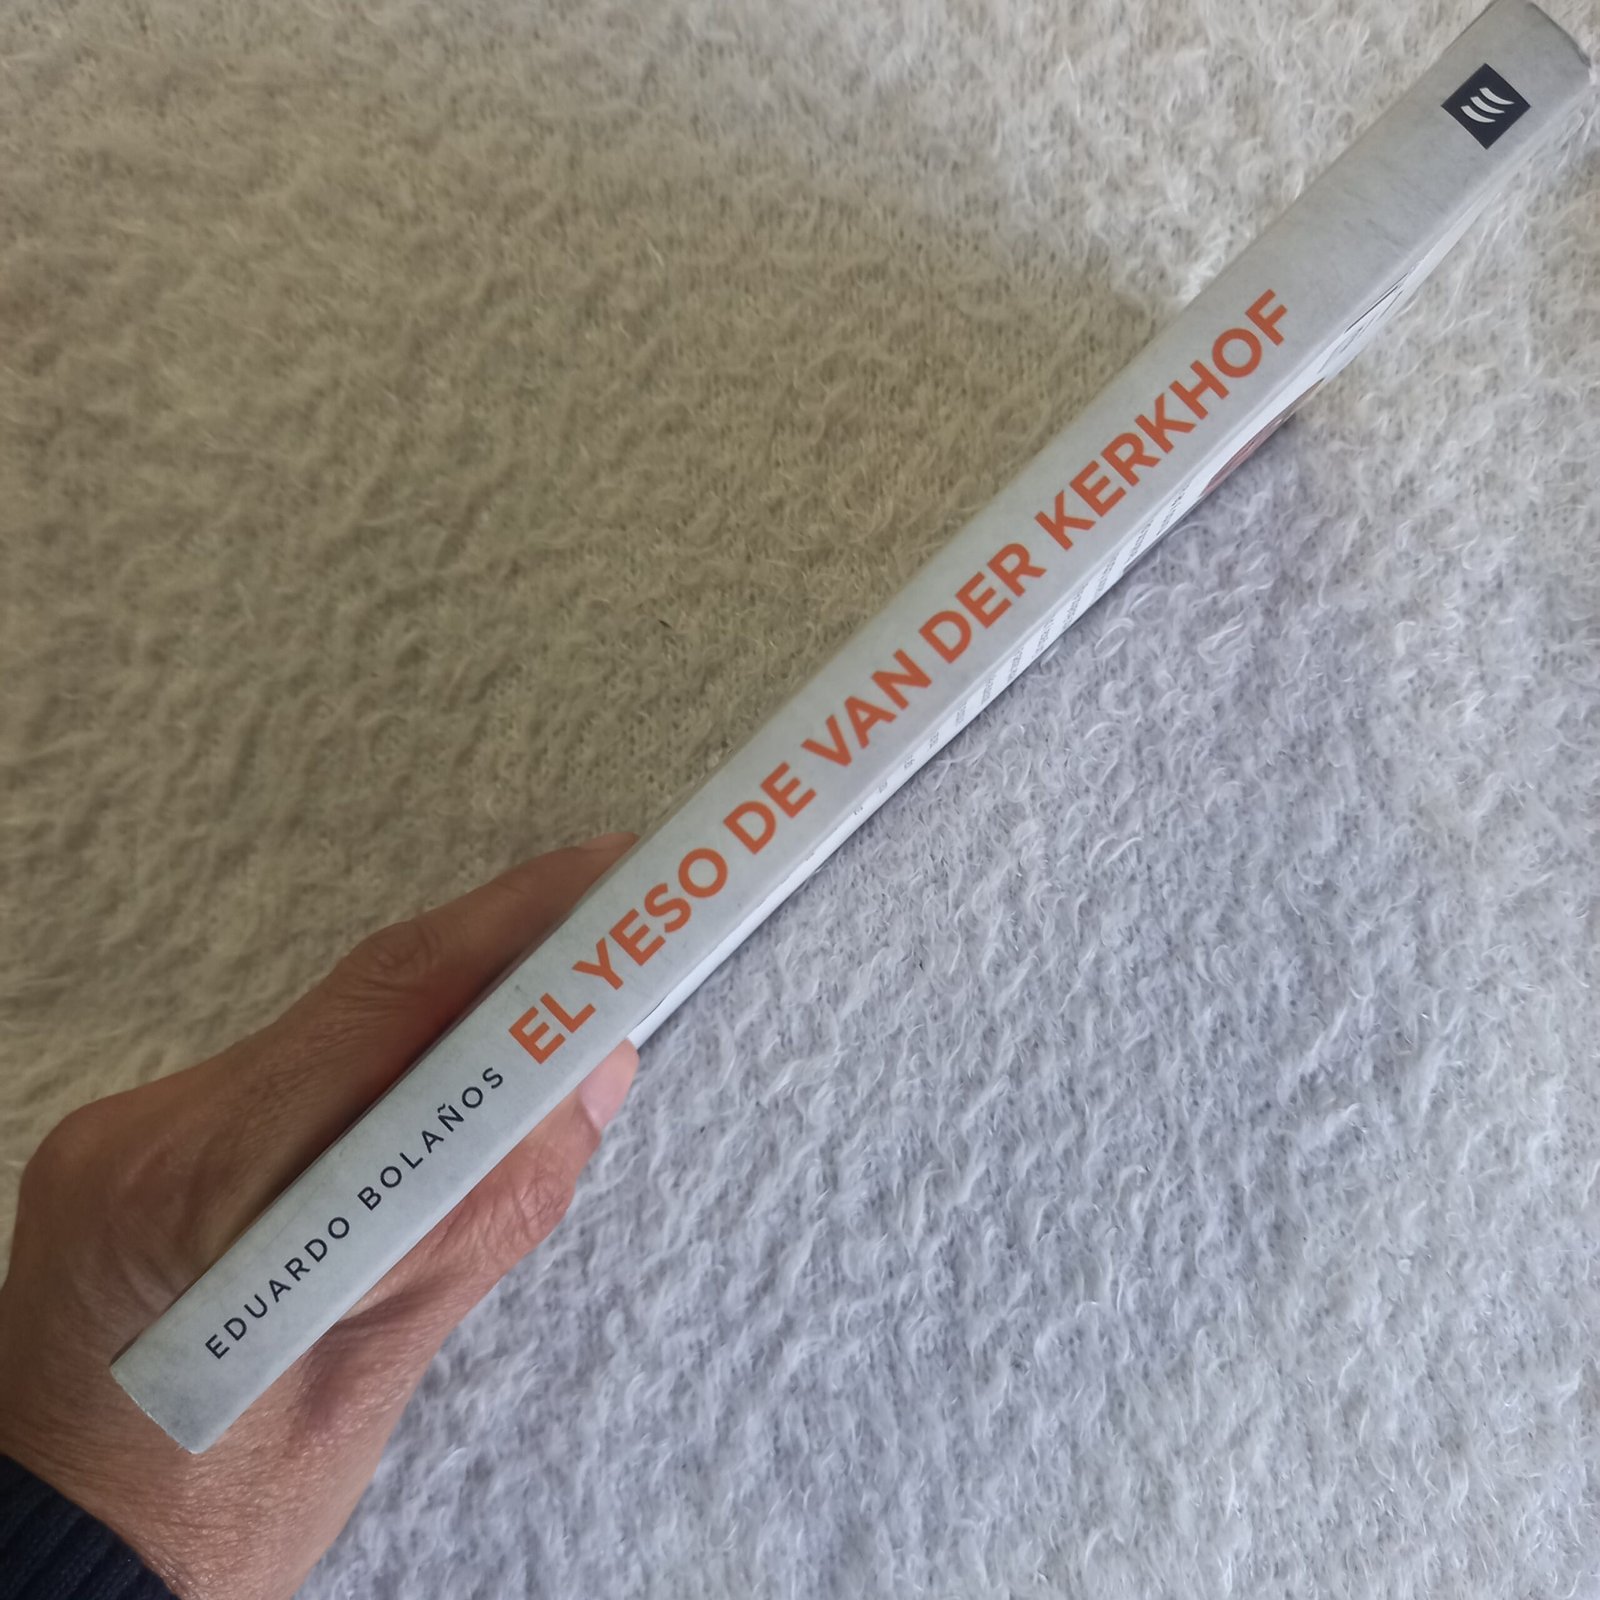 EDUARDO BOLAÑOS EL YESO DE VAN DER KERKHOF